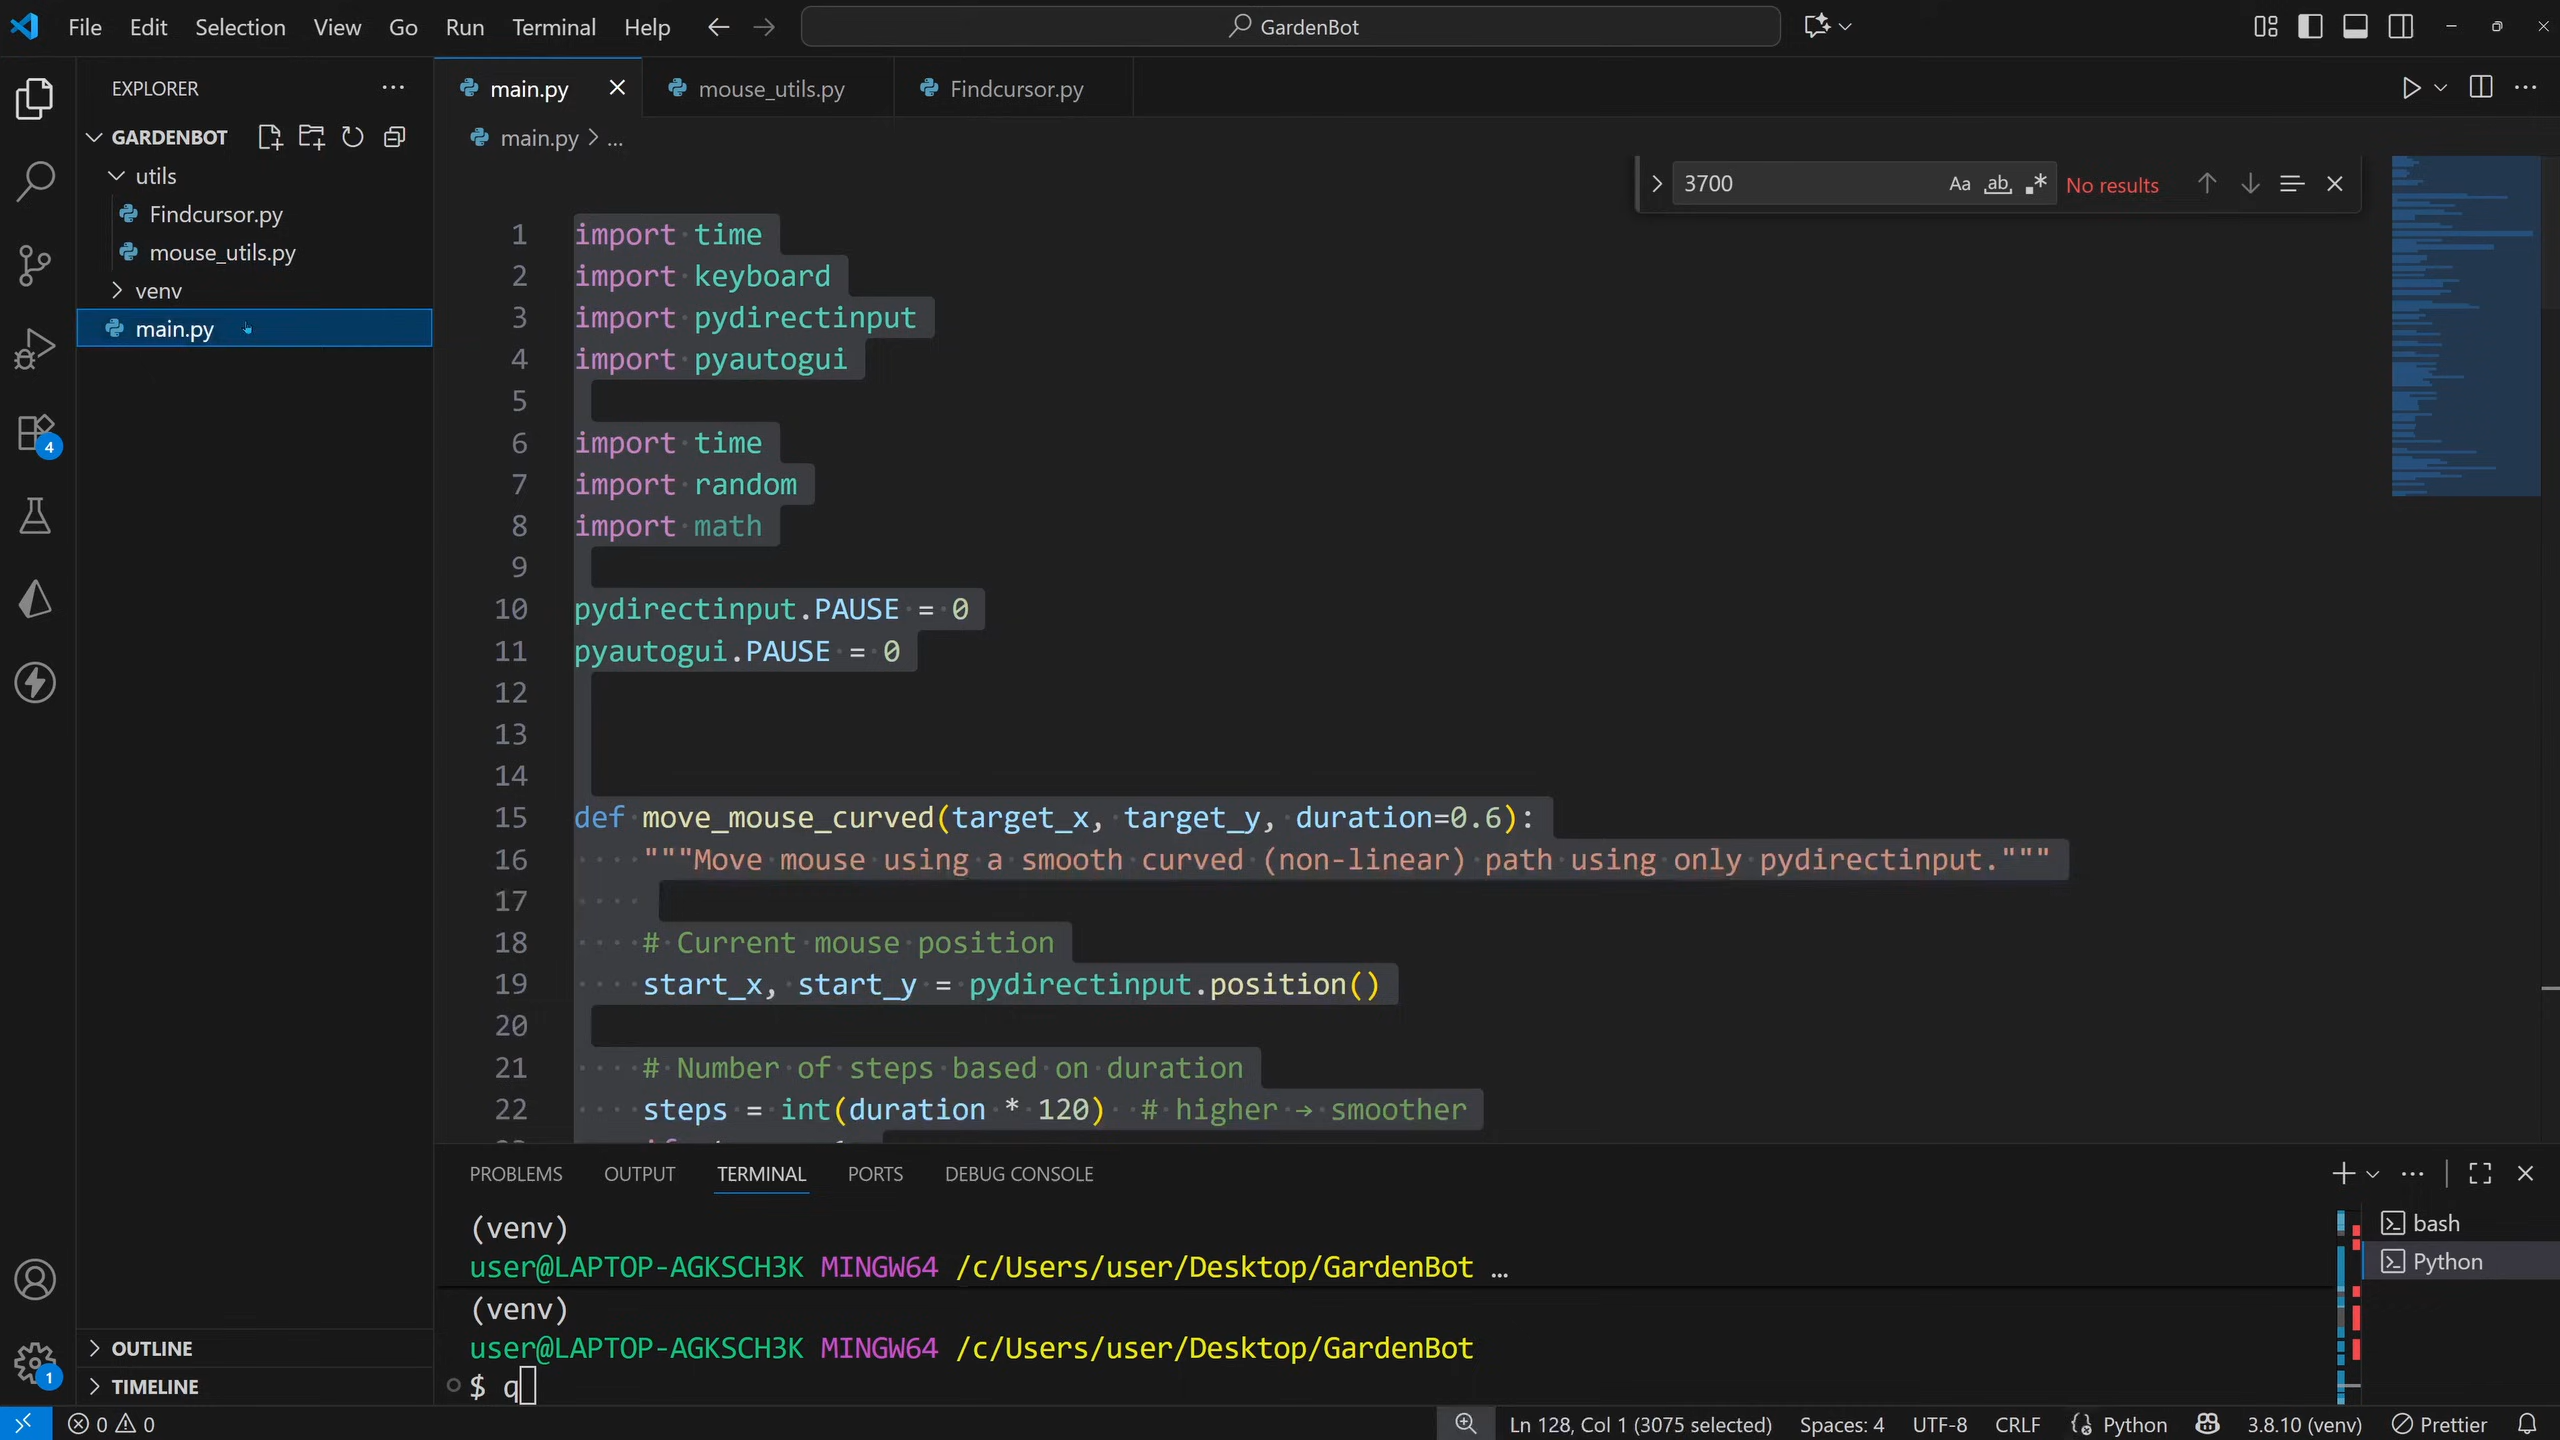 File Edit Selection View Go Run Terminal Help
GardenBot
EXPLORER
GARDENBOT
utils
Findcursor.py
mouse_utils.py
venv
main.py
OUTLINE
TIMELINE
4
1
main.py mouse_utils.py Findcursor.py
main.py > ...
3700 Aa ab No results
1 import time
2 import keyboard
3 import pydirectinput
4 import pyautogui
5
6 import time
7 import random
8 import math
9
10 pydirectinput.PAUSE = 0
11 pyautogui.PAUSE = 0
12
13
14
15 def move_mouse_curved(target_x, target_y, duration=0.6):
16 """Move mouse using a smooth curved (non-linear) path using only pydirectinput."""
17
18 # Current mouse position
19 start_x, start_y = pydirectinput.position()
20
21 # Number of steps based on duration
22 steps = int(duration * 120) # higher → smoother
PROBLEMS OUTPUT TERMINAL PORTS DEBUG CONSOLE
(venv)
user@LAPTOP-AGKSCH3K MINGW64 /c/Users/user/Desktop/GardenBot ...
(venv)
user@LAPTOP-AGKSCH3K MINGW64 /c/Users/user/Desktop/GardenBot
$ q
bash
Python
0 0 Ln 128, Col 1 (3075 selected) Spaces: 4 UTF-8 CRLF Python 3.8.10 (venv) Prettier